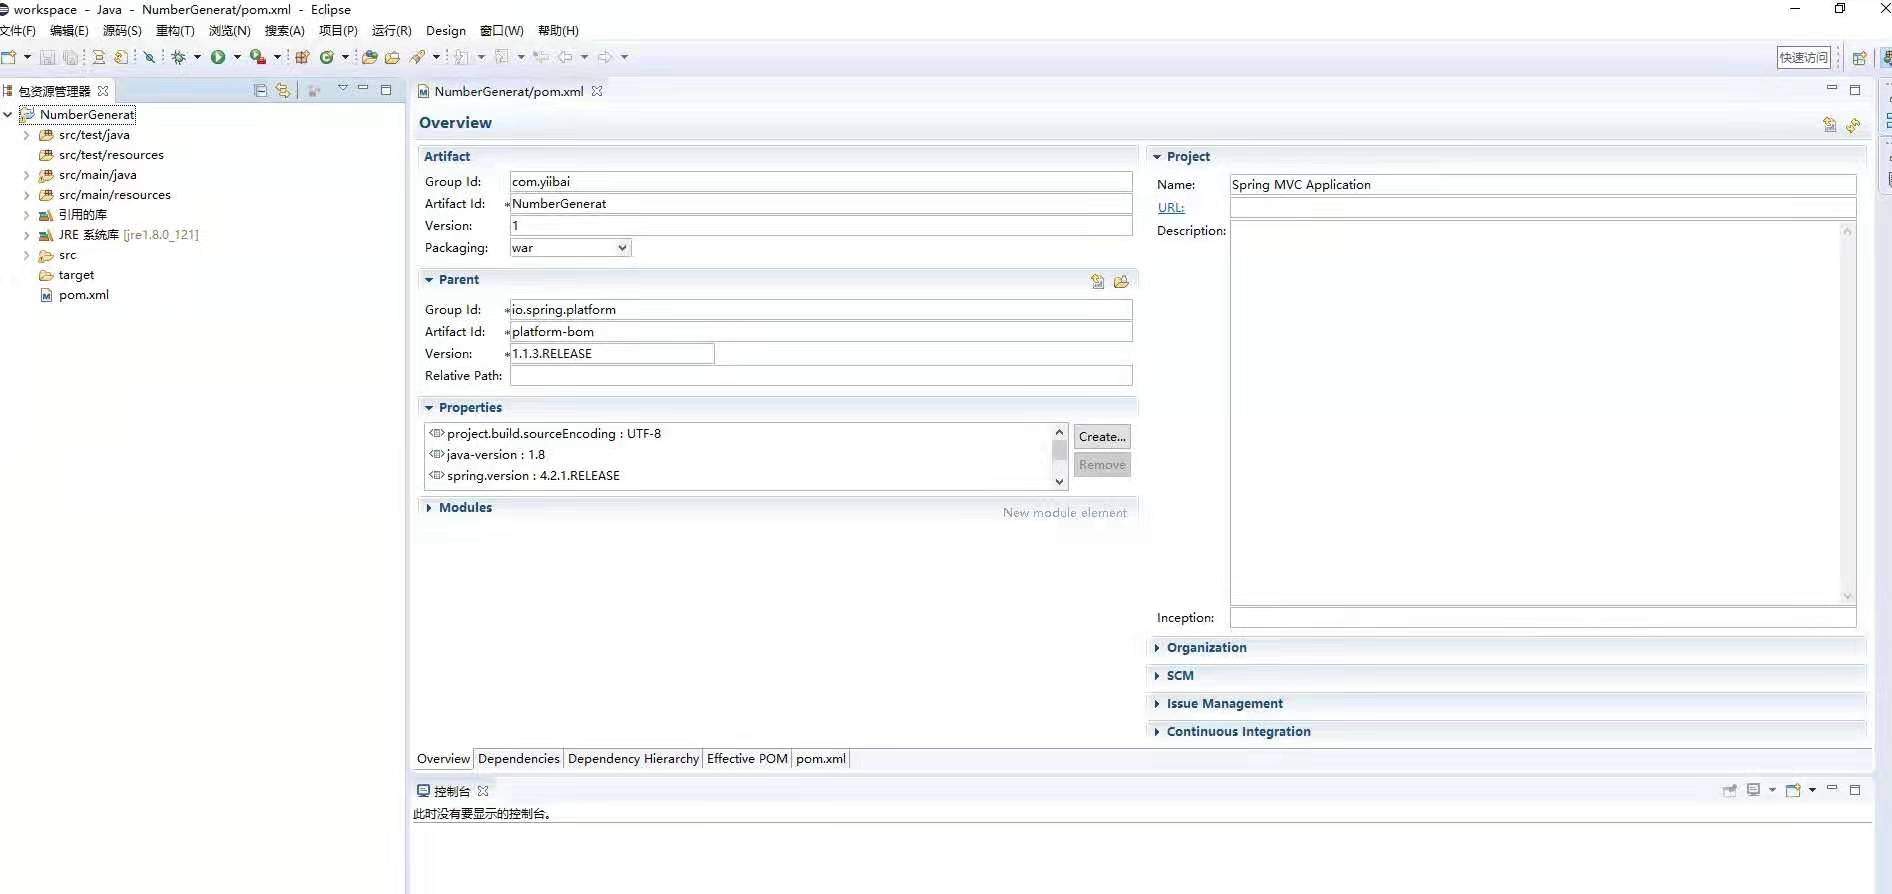 workspace - Java - NumberGenerat/pom.xml - Eclipse
文件(F) 编辑(E) 源码(S) 重构(T) 浏览(N) 搜索(A) 项目(P) 运行(R) Design 窗口(W) 帮助(H)
快速访问
包资源管理器
NumberGenerat
src/test/java
src/test/resources
src/main/java
src/main/resources
引用的库
JRE 系统库 [jre1.8.0_121]
src
target
pom.xml
NumberGenerat/pom.xml
Overview
Artifact
Group Id: com.yiibai
Artifact Id: *NumberGenerat
Version: 1
Packaging: war
Parent
Group Id: *io.spring.platform
Artifact Id: *platform-bom
Version: *1.1.3.RELEASE
Relative Path:
Properties
project.build.sourceEncoding : UTF-8
java-version : 1.8
spring.version : 4.2.1.RELEASE
Create...
Remove
Modules
New module element
Project
Name: Spring MVC Application
URL:
Description:
Inception:
Organization
SCM
Issue Management
Continuous Integration
Overview Dependencies Dependency Hierarchy Effective POM pom.xml
控制台
此时没有要显示的控制台。